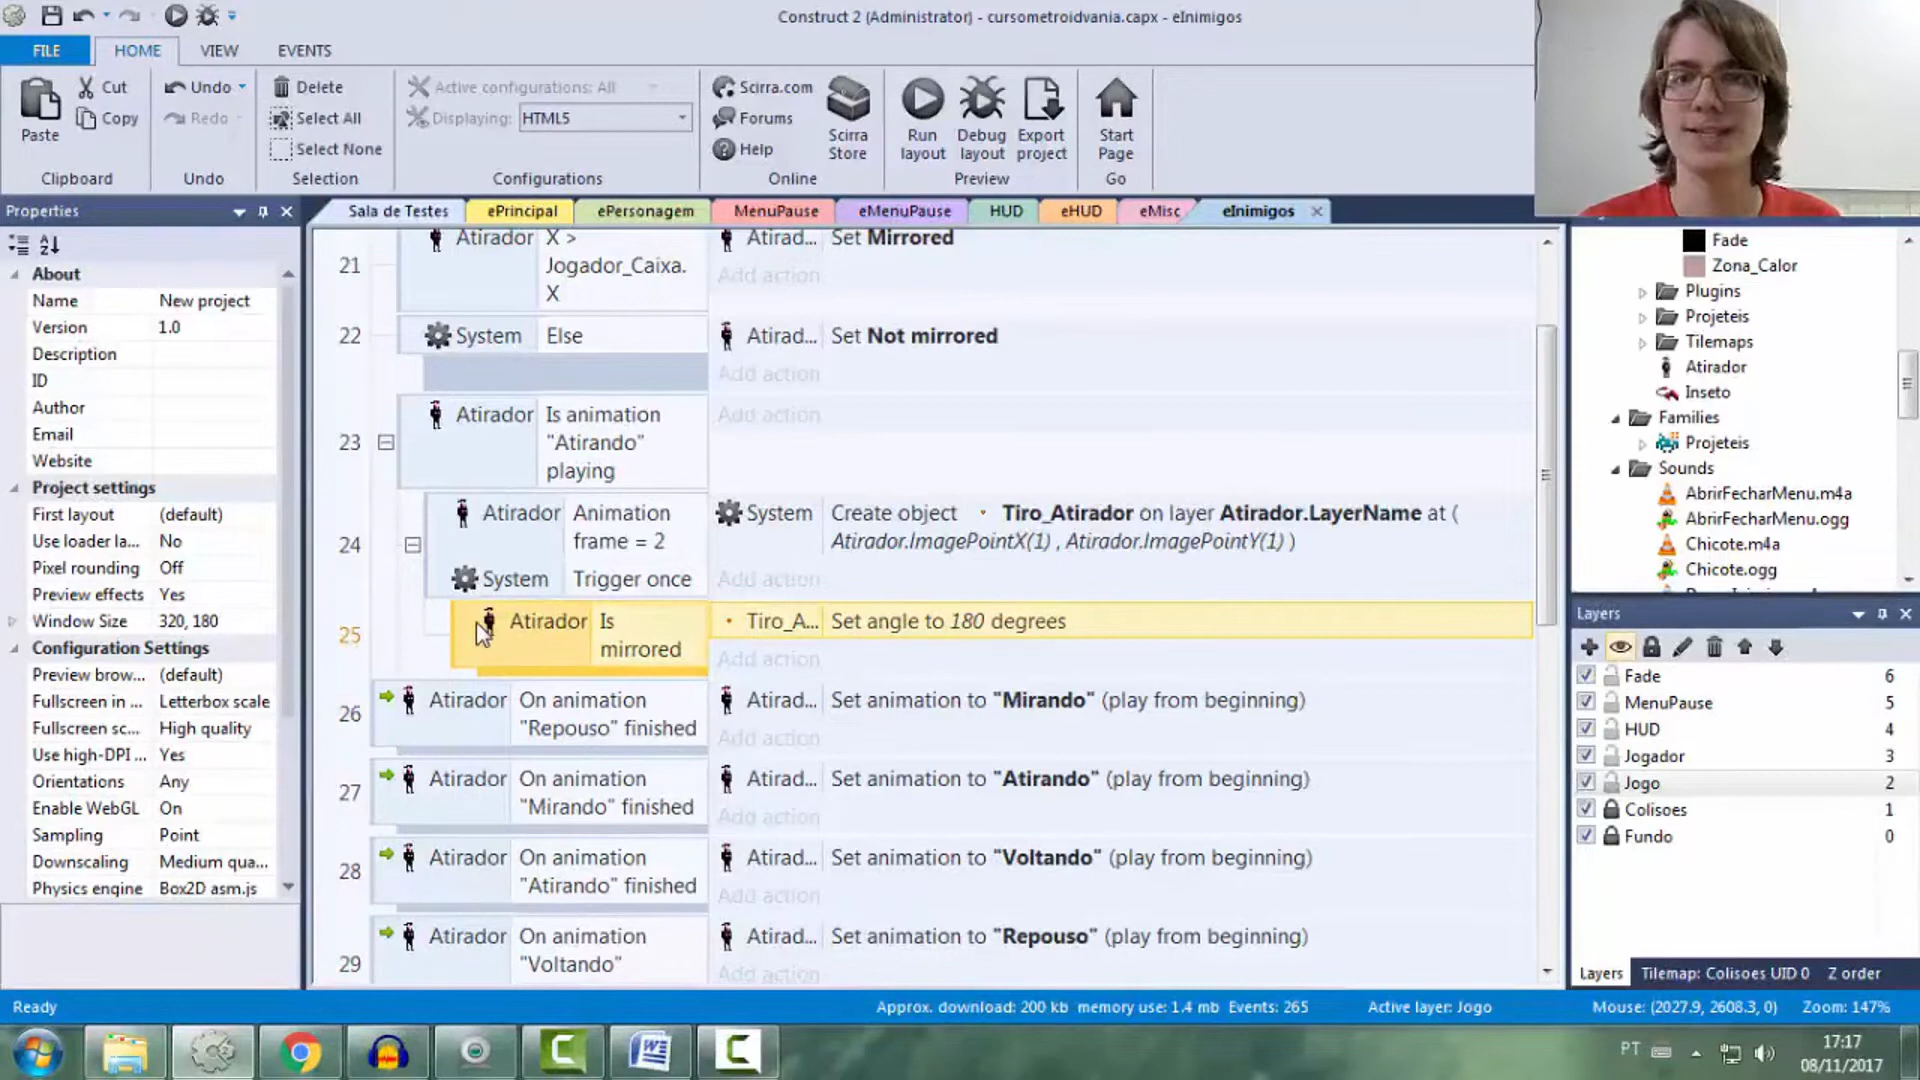 Construct 2 (Administrator) - cursometroidvania.capx - eInimigos
FILE HOME VIEW EVENTS
Paste Cut Copy Clipboard
Undo Redo Undo
Delete Select All Select None Selection
Active configurations: All
Displaying: HTML5
Configurations
Scirra.com Forums Help Scirra Store Online
Run layout Debug layout Export project Preview
Start Page Go
Properties
Sala de Testes ePrincipal ePersonagem MenuPause eMenuPause HUD eHUD eMisc eInimigos
About
Name New project
Version 1.0
Description
ID
Author
Email
Website
Project settings
First layout (default)
Use loader la... No
Pixel rounding Off
Preview effects Yes
Window Size 320, 180
Configuration Settings
Preview brow... (default)
Fullscreen in ... Letterbox scale
Fullscreen sc... High quality
Use high-DPI ... Yes
Orientations Any
Enable WebGL On
Sampling Point
Downscaling Medium qua...
Physics engine Box2D asm.js
21 Atirador X > Jogador_Caixa.X Atirad... Set Mirrored
Add action
22 System Else Atirad... Set Not mirrored
Add action
23 Atirador Is animation "Atirando" playing Add action
24 Atirador Animation frame = 2 System Create object Tiro_Atirador on layer Atirador.LayerName at ( Atirador.ImagePointX(1) , Atirador.ImagePointY(1) )
System Trigger once Add action
25 Atirador Is mirrored Tiro_A... Set angle to 180 degrees
Add action
26 Atirador On animation "Repouso" finished Atirad... Set animation to "Mirando" (play from beginning)
Add action
27 Atirador On animation "Mirando" finished Atirad... Set animation to "Atirando" (play from beginning)
Add action
28 Atirador On animation "Atirando" finished Atirad... Set animation to "Voltando" (play from beginning)
Add action
29 Atirador On animation "Voltando" Atirad... Set animation to "Repouso" (play from beginning)
Add action
Fade
Zona_Calor
Plugins
Projeteis
Tilemaps
Atirador
Inseto
Families
Projeteis
Sounds
AbrirFecharMenu.m4a
AbrirFecharMenu.ogg
Chicote.m4a
Chicote.ogg
Layers
Fade 6
MenuPause 5
HUD 4
Jogador 3
Jogo 2
Colisoes 1
Fundo 0
Layers Tilemap: Colisoes UID 0 Z order
Ready Approx. download: 200 kb memory use: 1.4 mb Events: 265 Active layer: Jogo Mouse: (2027.9, 2608.3, 0) Zoom: 147%
PT 17:17
08/11/2017